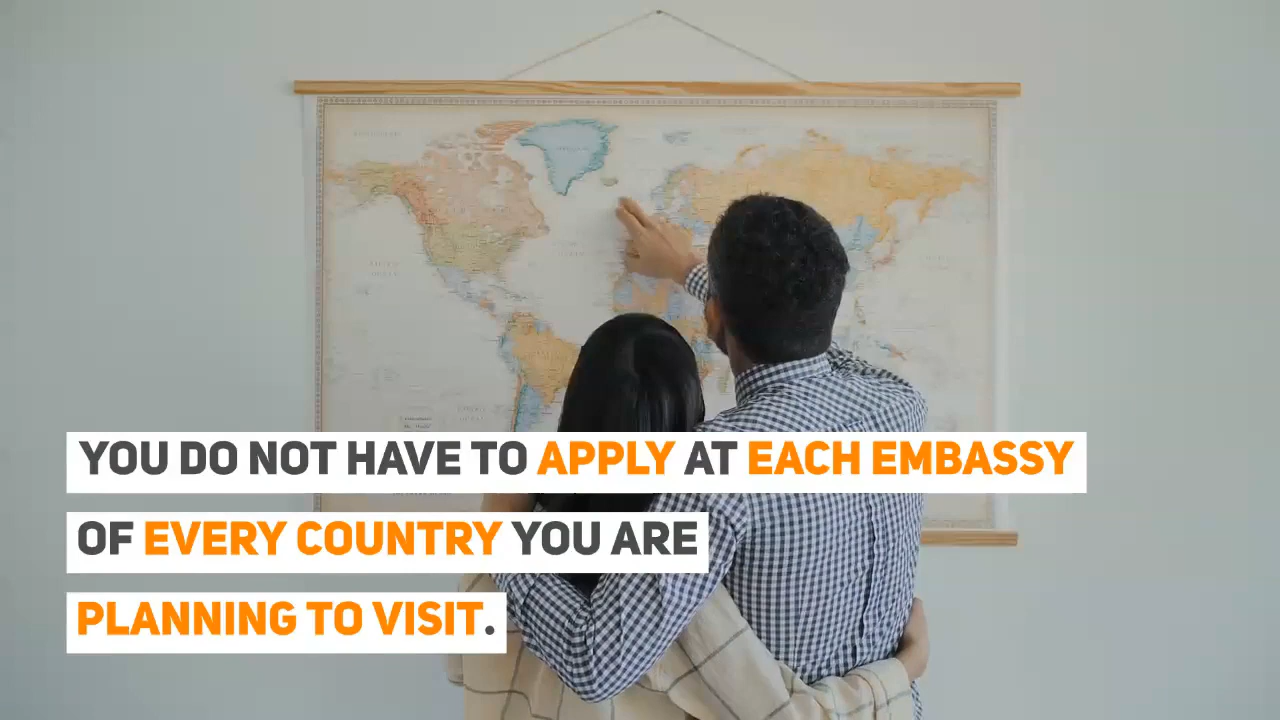 YOU DO NOT HAVE TO APPLY AT EACH EMBASSY
OF EVERY COUNTRY YOU ARE
PLANNING TO VISIT.